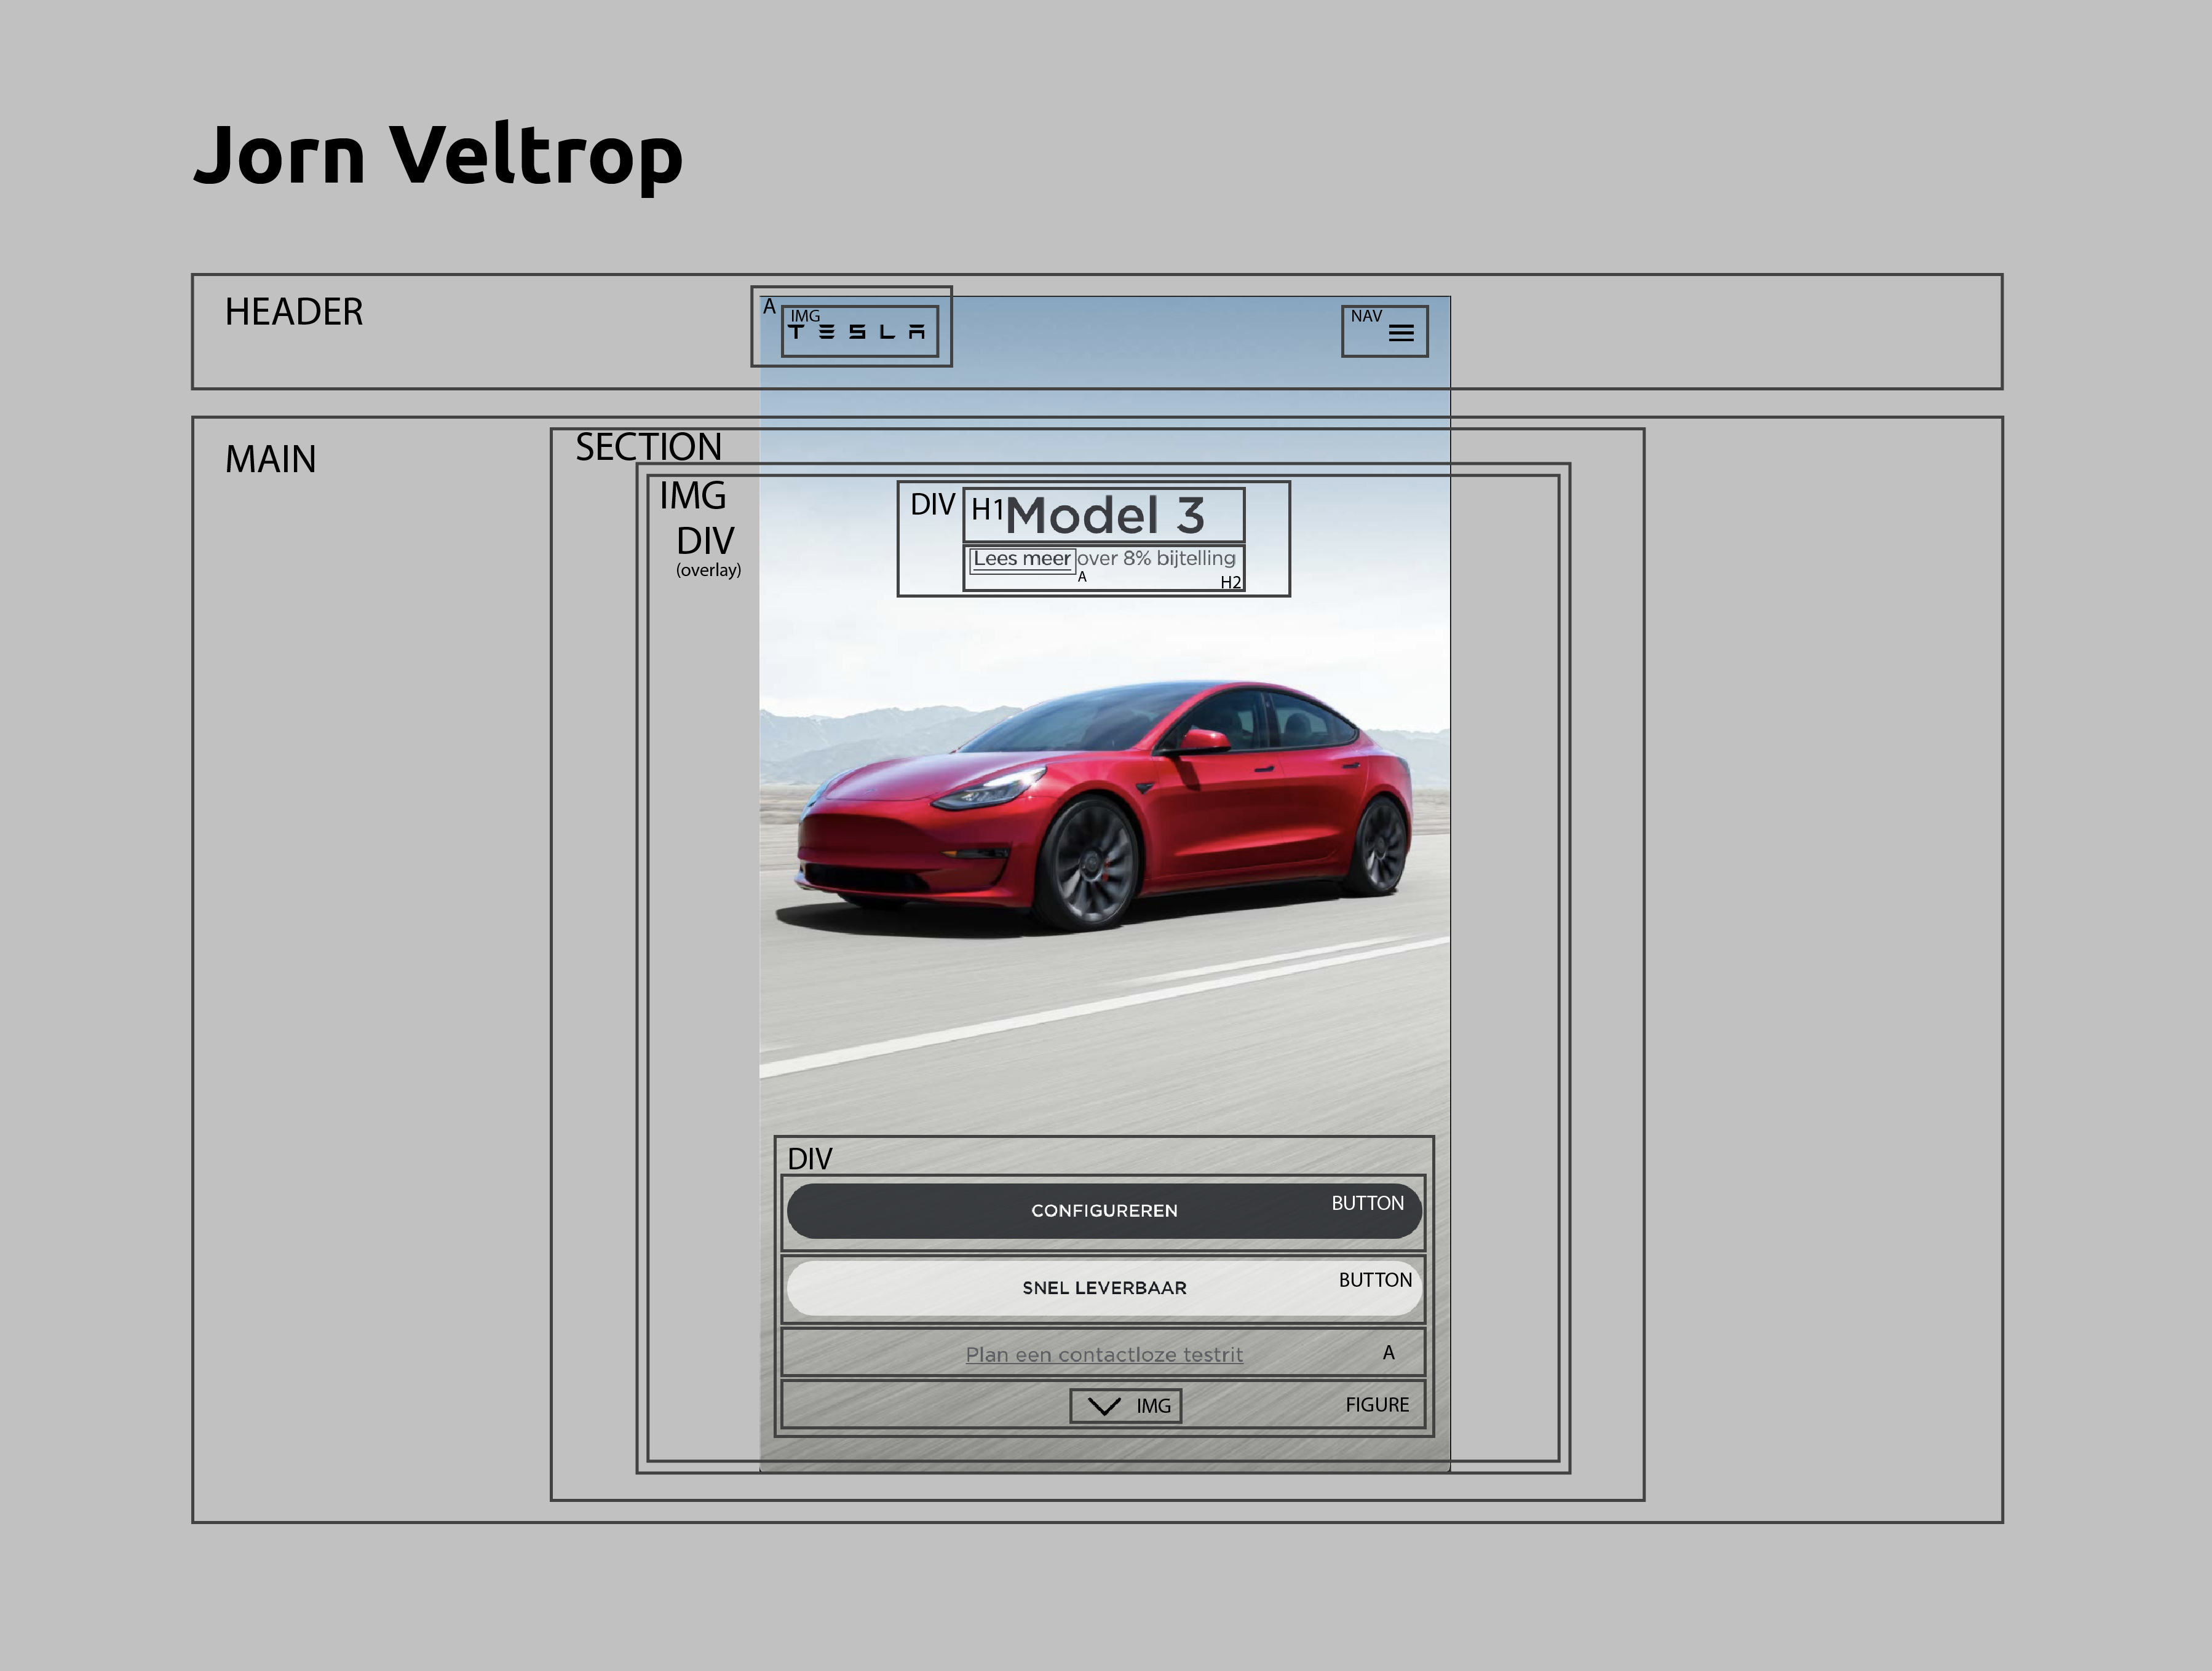 Jorn Veltrop
HEADER
A
IMG
TESLA
NAV
MAIN
SECTION
IMG
DIV
(overlay)
DIV
H1
Model 3
Lees meer over 8% bijtelling
A
H2
DIV
CONFIGUREREN
BUTTON
SNEL LEVERBAAR
BUTTON
Plan een contactloze testrit
A
IMG
FIGURE